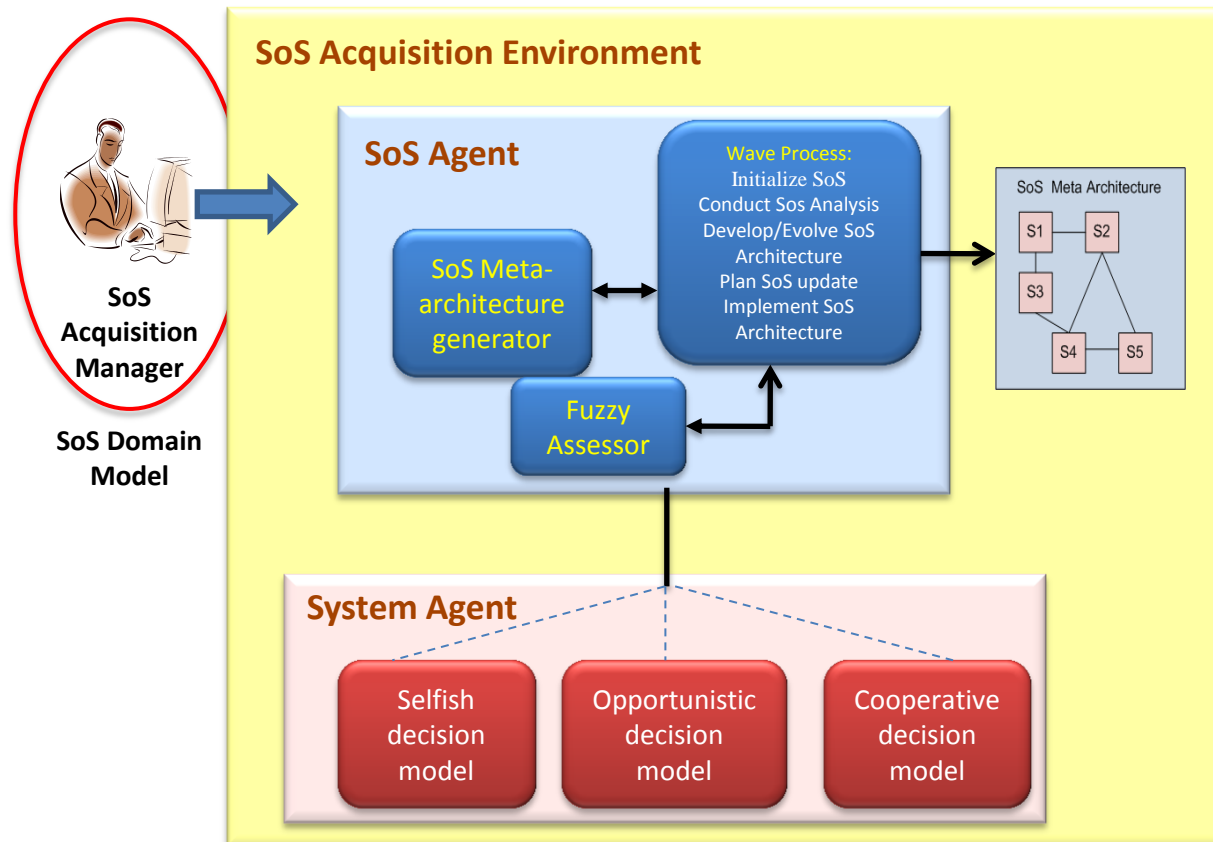 SoS Acquisition Environment
SoS
Acquisition
Manager
SoS Domain
Model
SoS Agent
SoS Meta-
architecture
generator
Fuzzy
Assessor
Wave Process:
Initialize SoS
Conduct Sos Analysis
Develop/Evolve SoS
Architecture
Plan SoS update
Implement SoS
Architecture
SoS Meta Architecture
S1
S2
S3
S4
S5
System Agent
Selfish
decision
model
Opportunistic
decision
model
Cooperative
decision
model